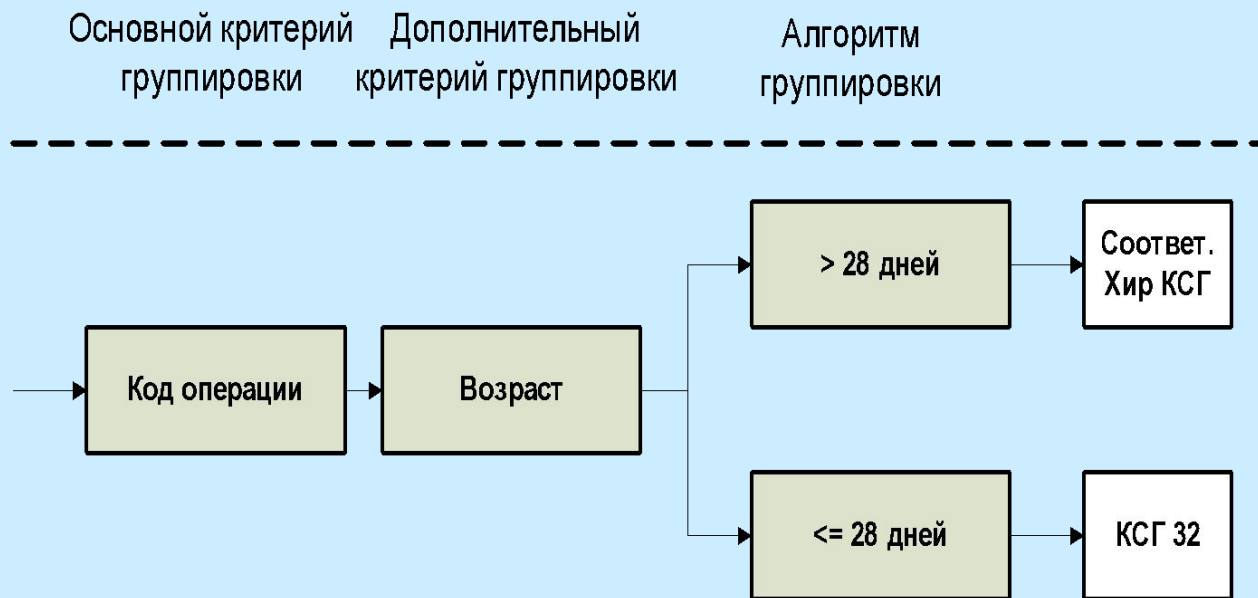 Основной критерий
группировки
Дополнительный
критерий группировки
Алгоритм
группировки
> 28 дней
Соответ.
Хир КСГ
Код операции
Возраст
<= 28 дней
КСГ 32